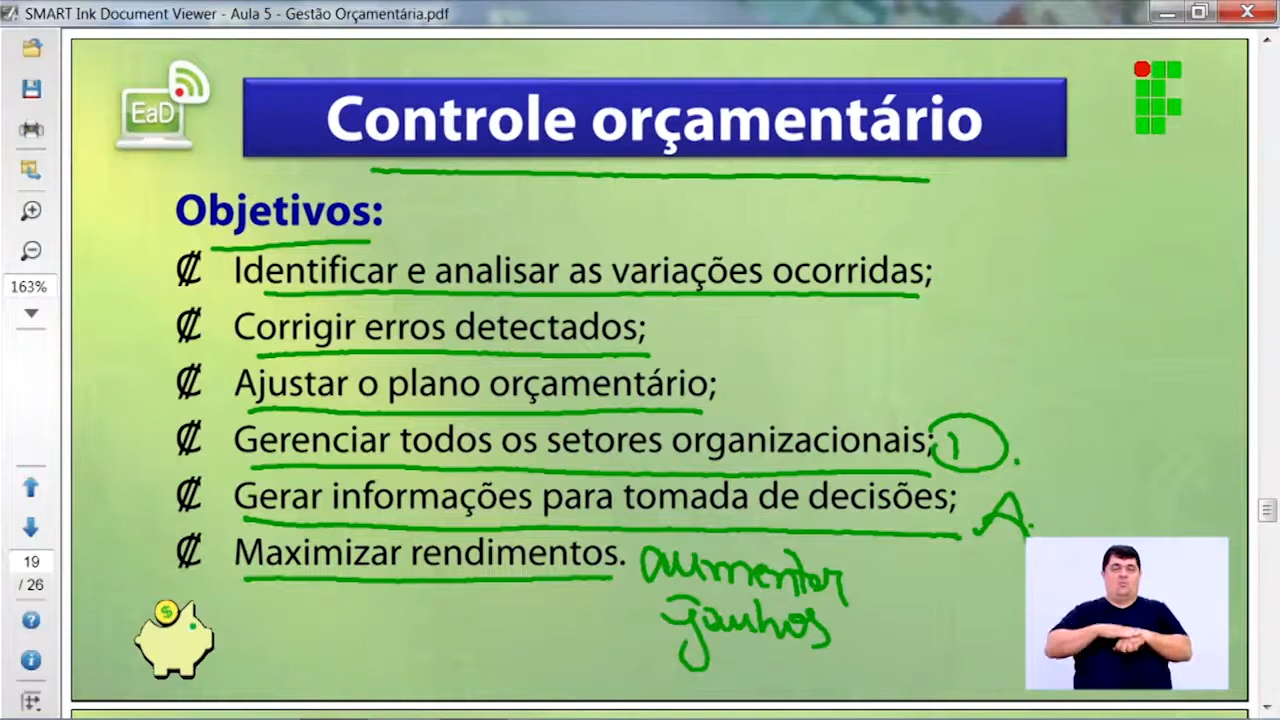 SMART Ink Document Viewer - Aula 5 - Gestão Orçamentária.pdf
EaD
Controle orçamentário
Objetivos:
₡ Identificar e analisar as variações ocorridas;
₡ Corrigir erros detectados;
163%
₡ Ajustar o plano orçamentário;
₡ Gerenciar todos os setores organizacionais; D.
₡ Gerar informações para tomada de decisões; A.
₡ Maximizar rendimentos. aumentar
ganhos
19
/ 26
$